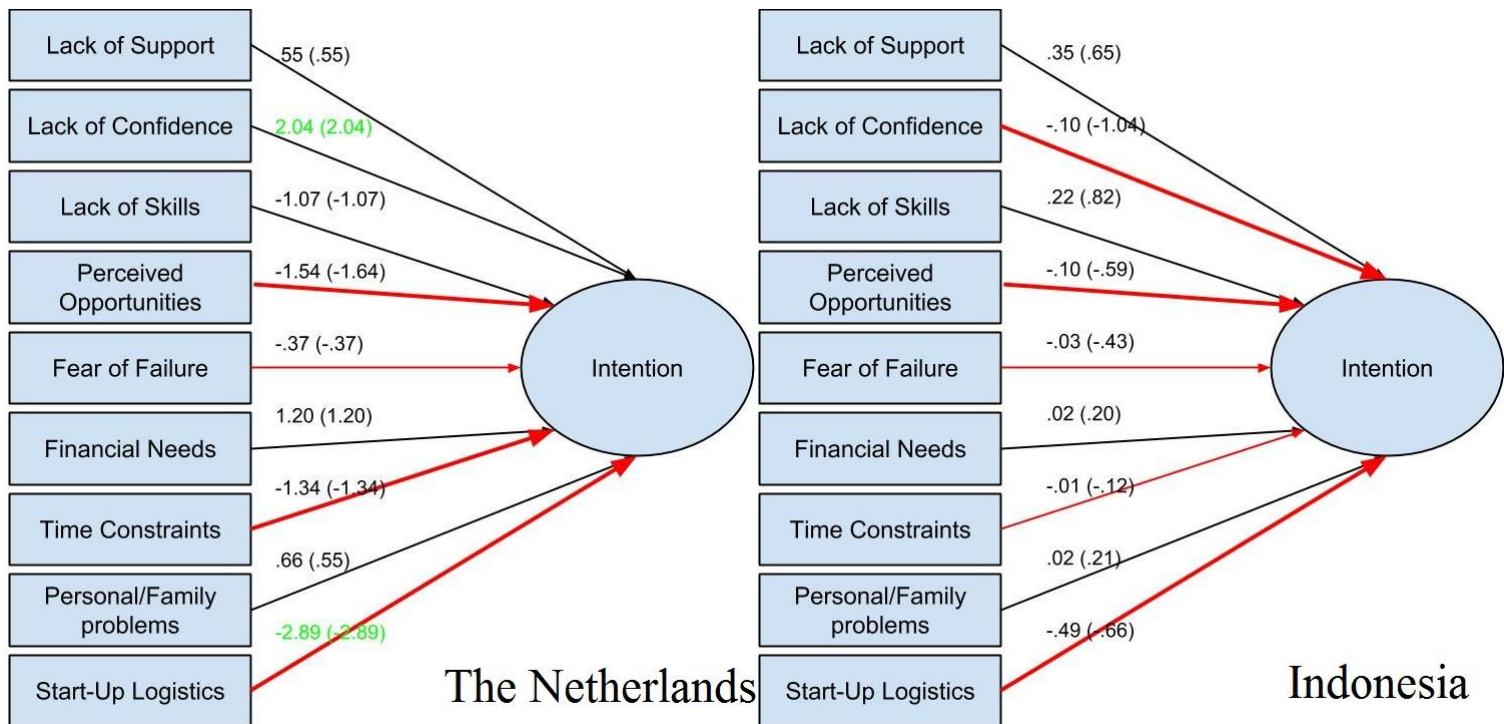 Lack of Support
.55 (.55)
Lack of Confidence
2.04 (2.04)
Lack of Skills
-1.07 (-1.07)
Perceived
Opportunities
-1.54 (-1.64)
Fear of Failure
-.37 (-.37)
Financial Needs
1.20 (1.20)
Time Constraints
-1.34 (-1.34)
Personal/Family
problems
.66 (.55)
Start-Up Logistics
-2.89 (-2.89)
Intention
The Netherlands
Lack of Support
.35 (.65)
Lack of Confidence
-.10 (-1.04)
Lack of Skills
.22 (.82)
Perceived
Opportunities
-.10 (-.59)
Fear of Failure
-.03 (-.43)
Financial Needs
.02 (.20)
Time Constraints
-.01 (-.12)
Personal/Family
problems
.02 (.21)
Start-Up Logistics
-.49 (-.66)
Intention
Indonesia